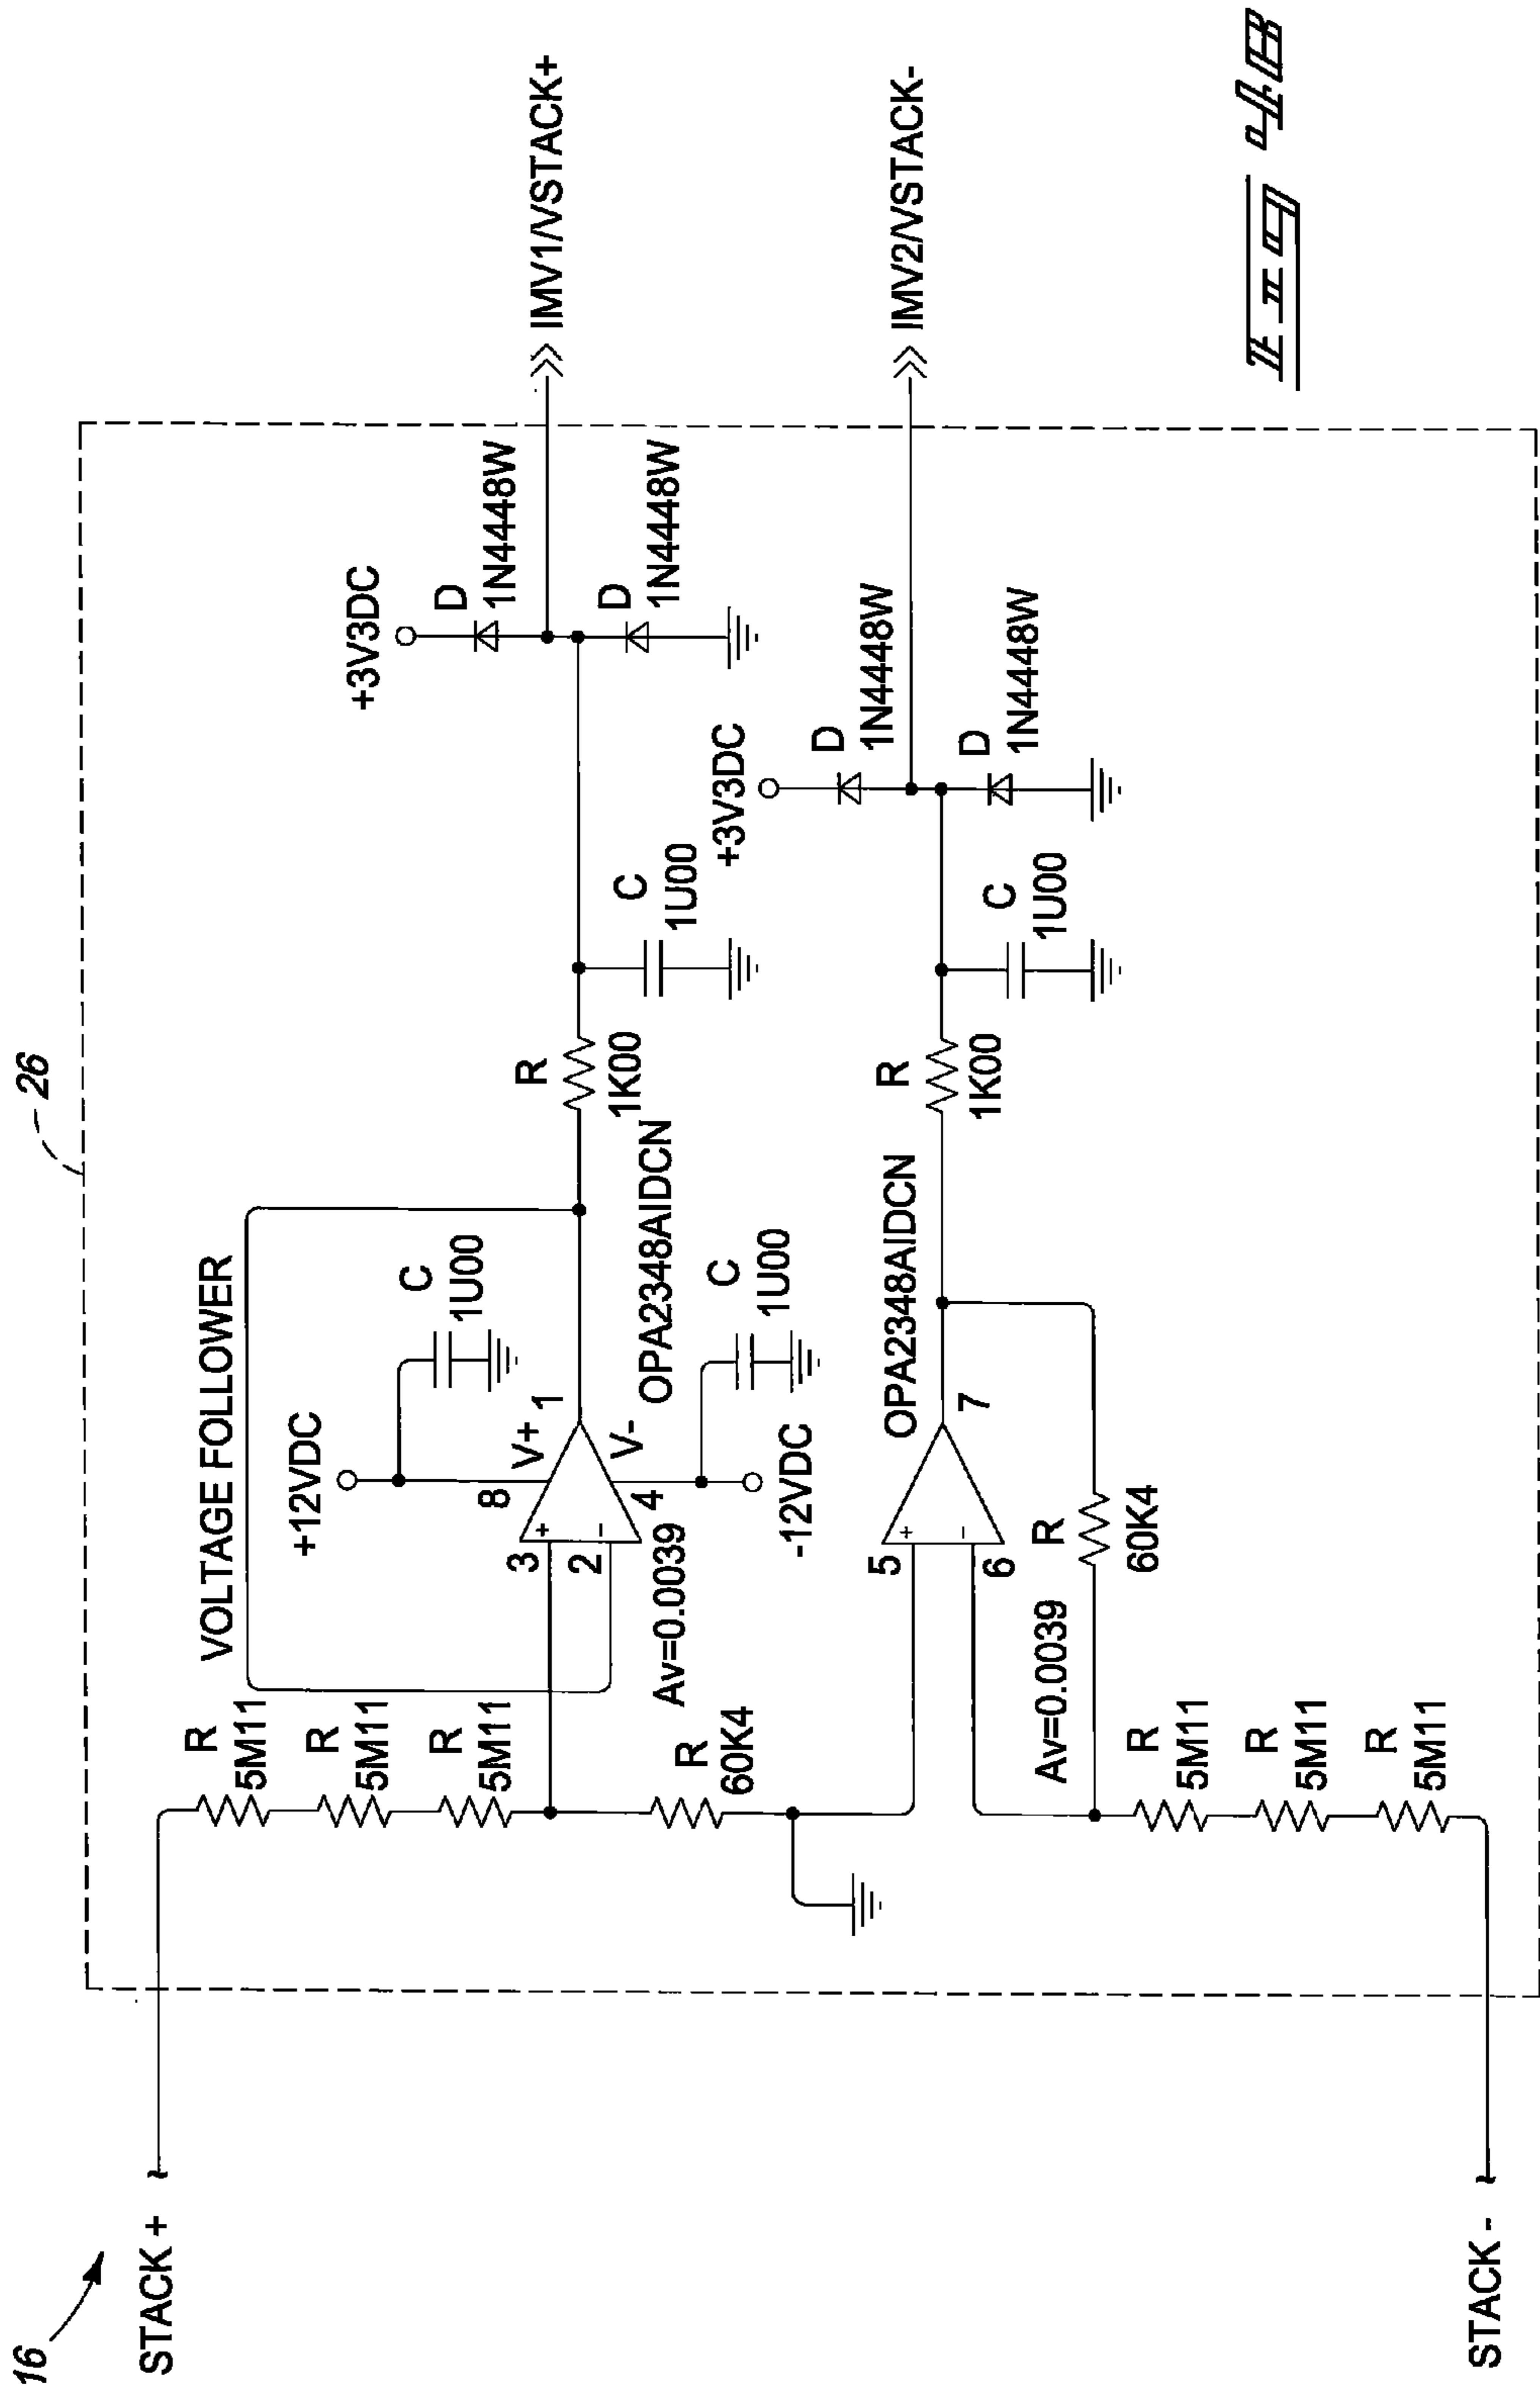 16
26
STACK +
STACK -
VOLTAGE FOLLOWER
R
5M11
R
5M11
R
5M11
R
60K4
+12VDC
C
1U00
8
V+
3
+
2
-
1
4
V-
OPA2348AIDCN
Av=0.0039
-12VDC
C
1U00
R
1K00
C
1U00
+3V3DC
D
1N4448W
D
1N4448W
IMV1/VSTACK+
OPA2348AIDCN
5
+
6
-
7
Av=0.0039
R
60K4
R
5M11
R
5M11
R
5M11
R
1K00
C
1U00
+3V3DC
D
1N4448W
D
1N4448W
IMV2/VSTACK-
FIG 4B